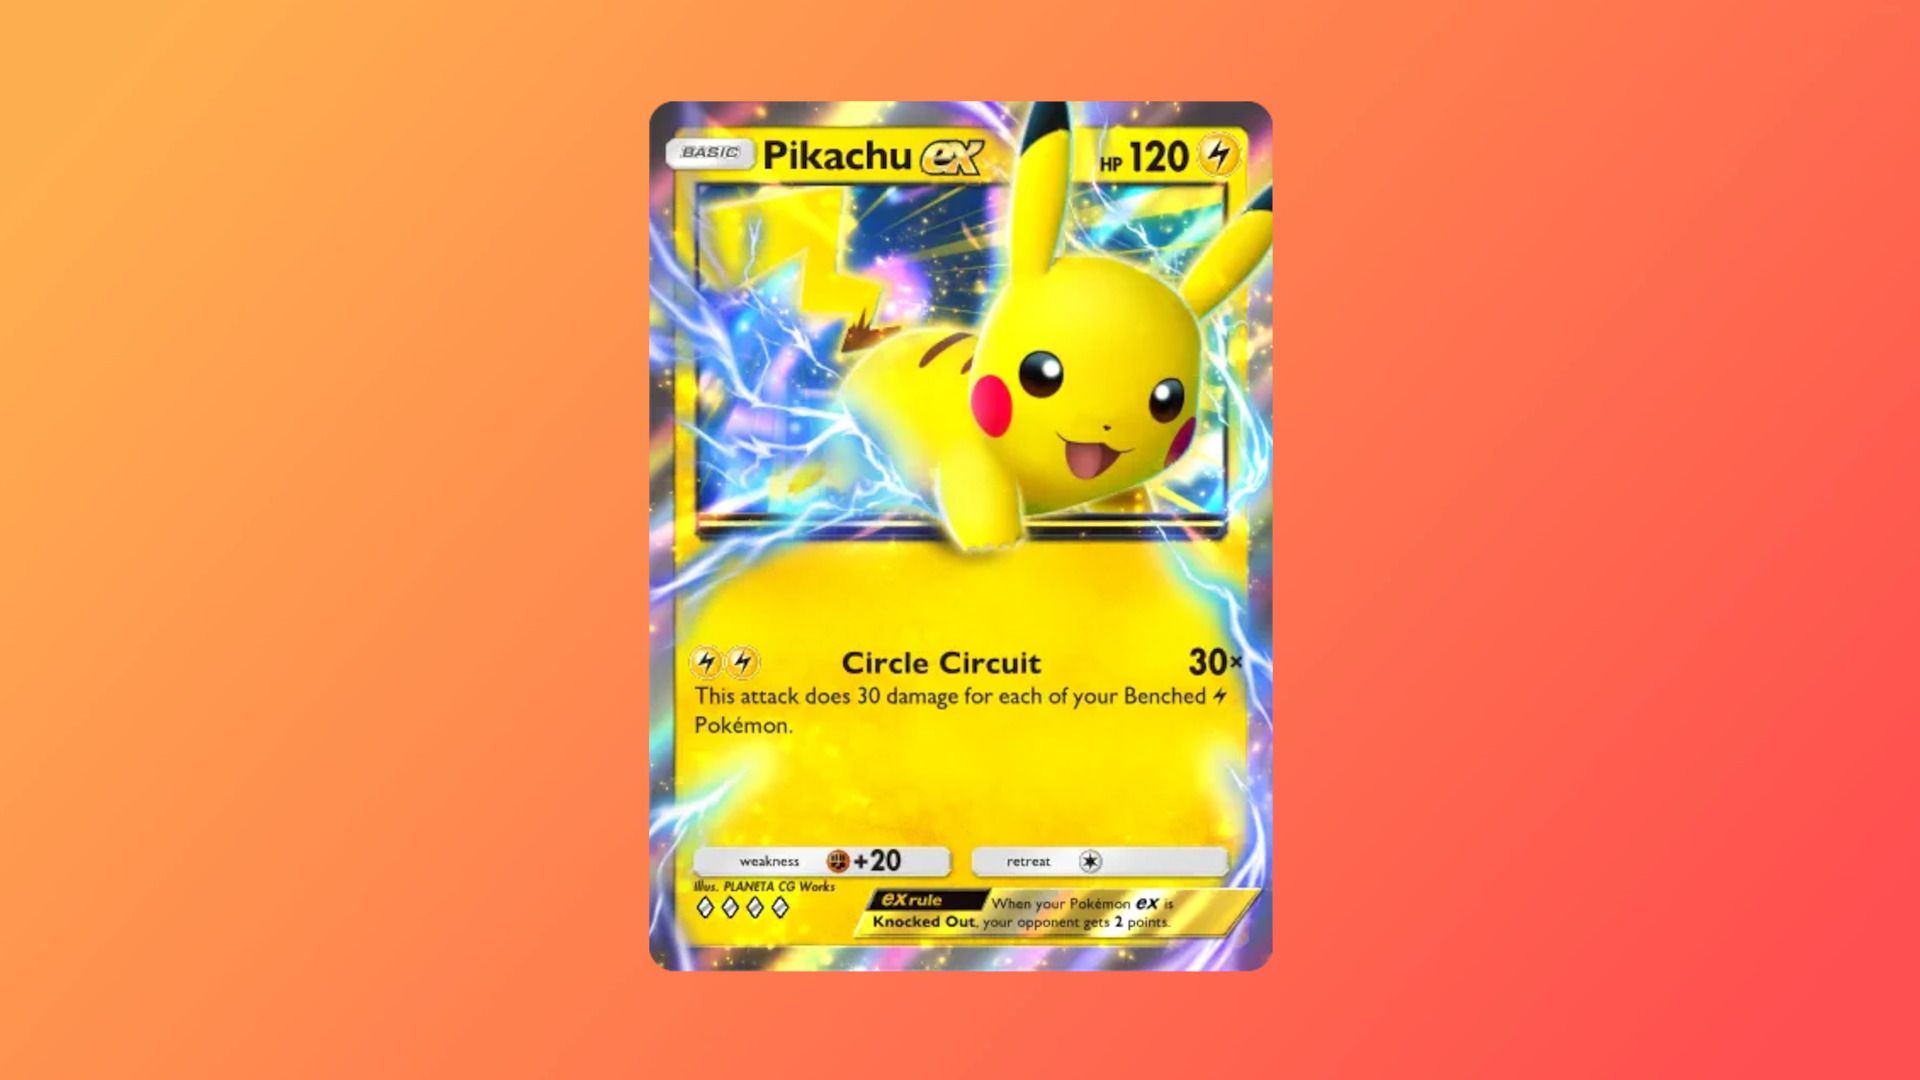 BASIC Pikachu ex HP 120
Circle Circuit 30×
This attack does 30 damage for each of your Benched
Pokémon.
weakness +20 retreat
Illus. PLANETA CG Works
ex rule When your Pokémon ex is
Knocked Out, your opponent gets 2 points.